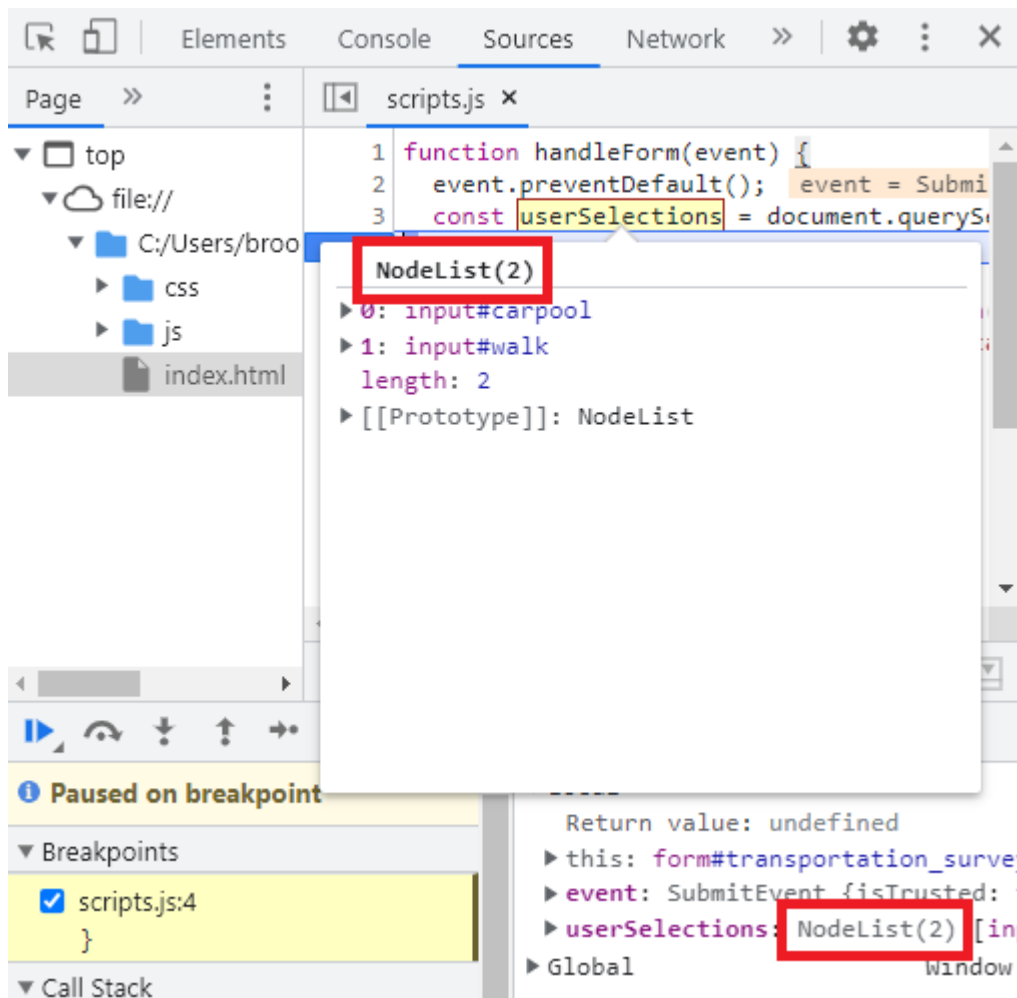 Elements Console Sources Network »
Page » scripts.js ×
top
file://
C:/Users/broo
css
js
index.html
1 function handleForm(event) {
2 event.preventDefault(); event = Submi
3 const userSelections = document.queryS
NodeList(2)
0: input#carpool
1: input#walk
length: 2
[[Prototype]]: NodeList
Paused on breakpoint
Breakpoints
scripts.js:4
}
Call Stack
Return value: undefined
this: form#transportation_surve
event: SubmitEvent {isTrusted:
userSelections: NodeList(2) [in
Global Window